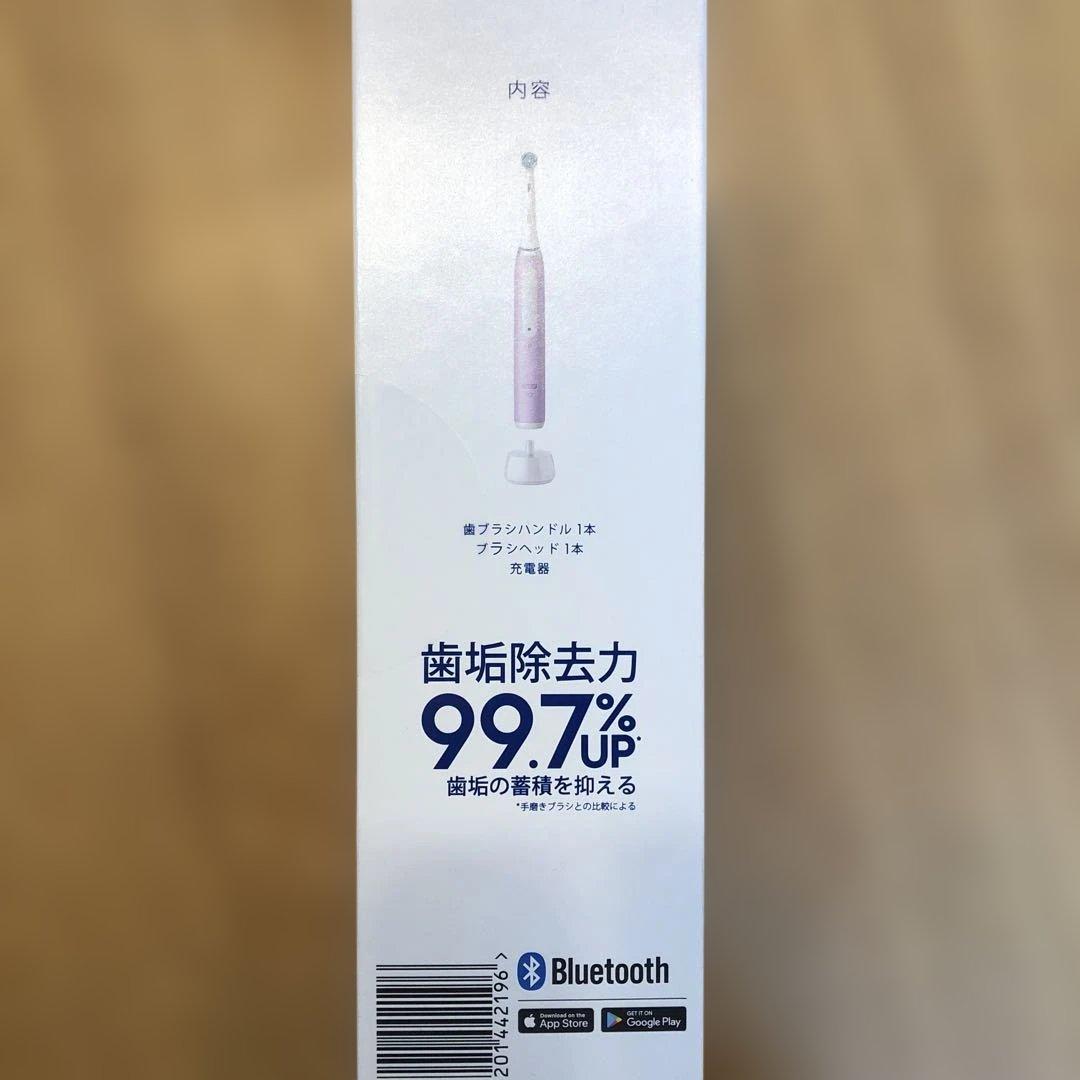 内容
歯ブラシハンドル 1本
ブラシヘッド 1本
充電器
歯垢除去力
99.7%UP*
歯垢の蓄積を抑える
*手磨きブラシとの比較による
Bluetooth
Download on the
App Store
GET IT ON
Google Play
201442196>